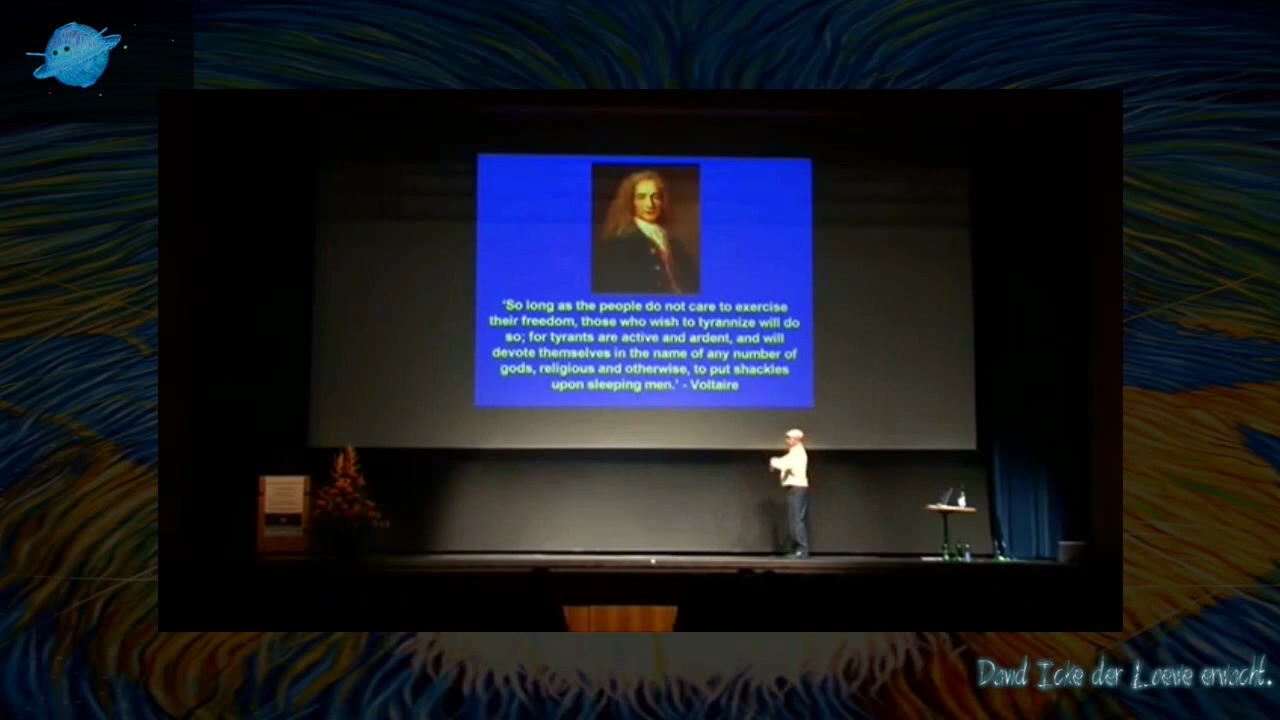 'So long as the people do not care to exercise
their freedom, those who wish to tyrannize will do
so; for tyrants are active and ardent, and will
devote themselves in the name of any number of
gods, religious and otherwise, to put shackles
upon sleeping men.' - Voltaire
David Icke der Loewe erwacht.